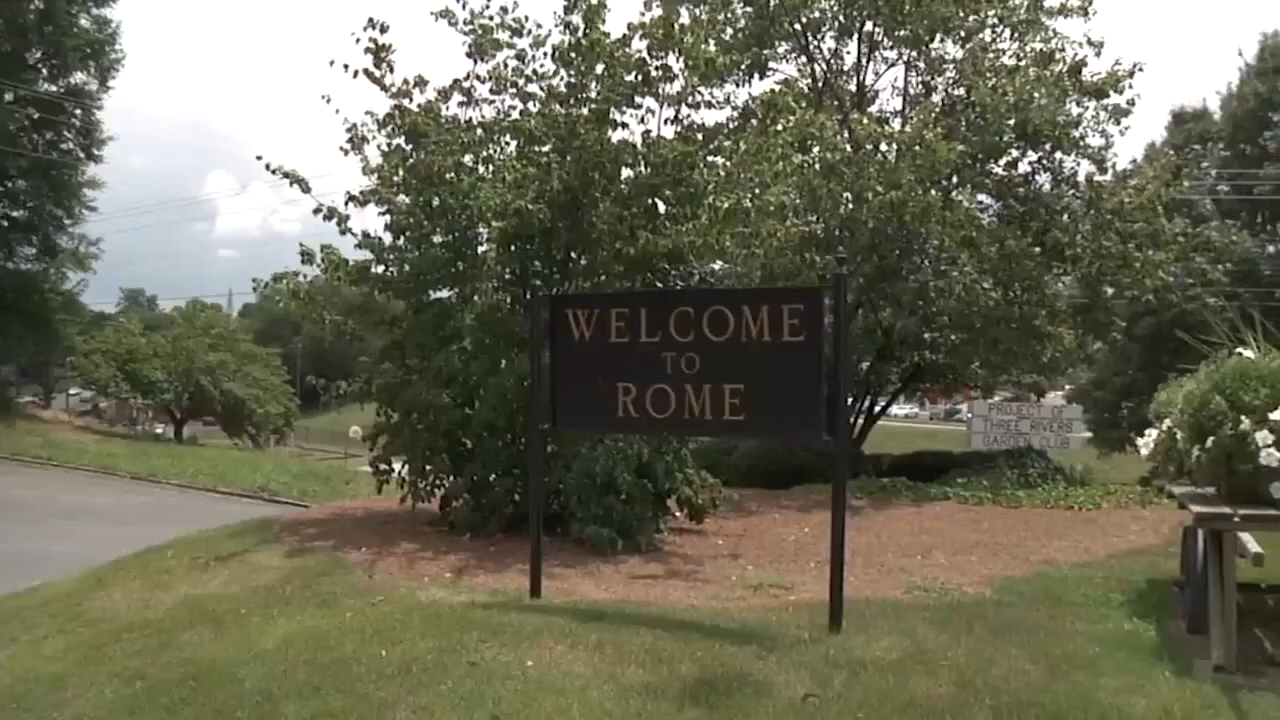 WELCOME
TO
ROME
PROJECT OF
THREE RIVERS
GARDEN CLUB